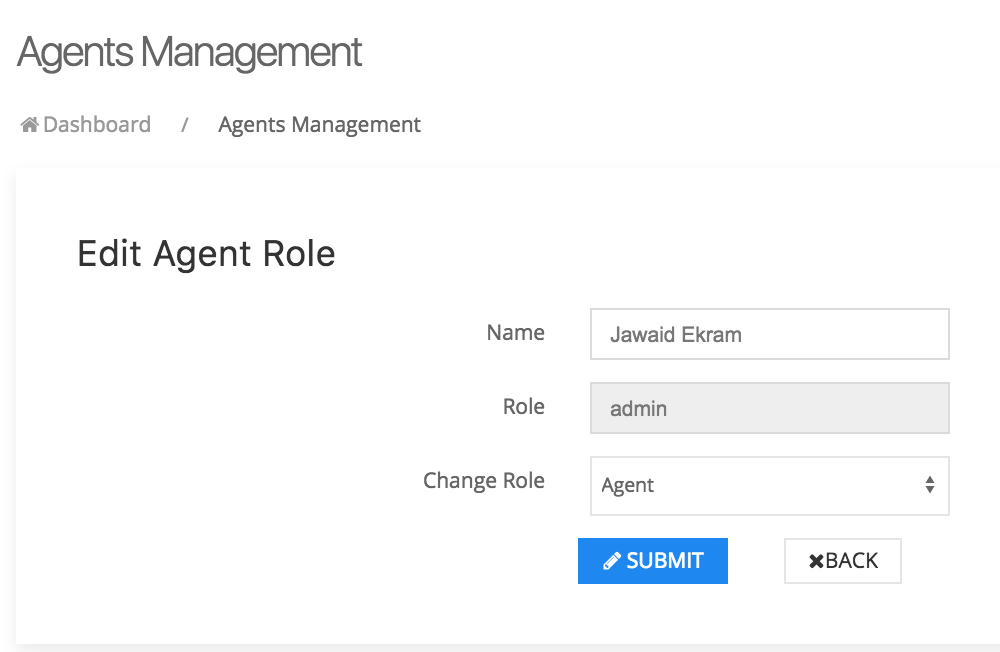 Agents Management
Dashboard / Agents Management
Edit Agent Role
Name Jawaid Ekram
Role admin
Change Role Agent
SUBMIT BACK